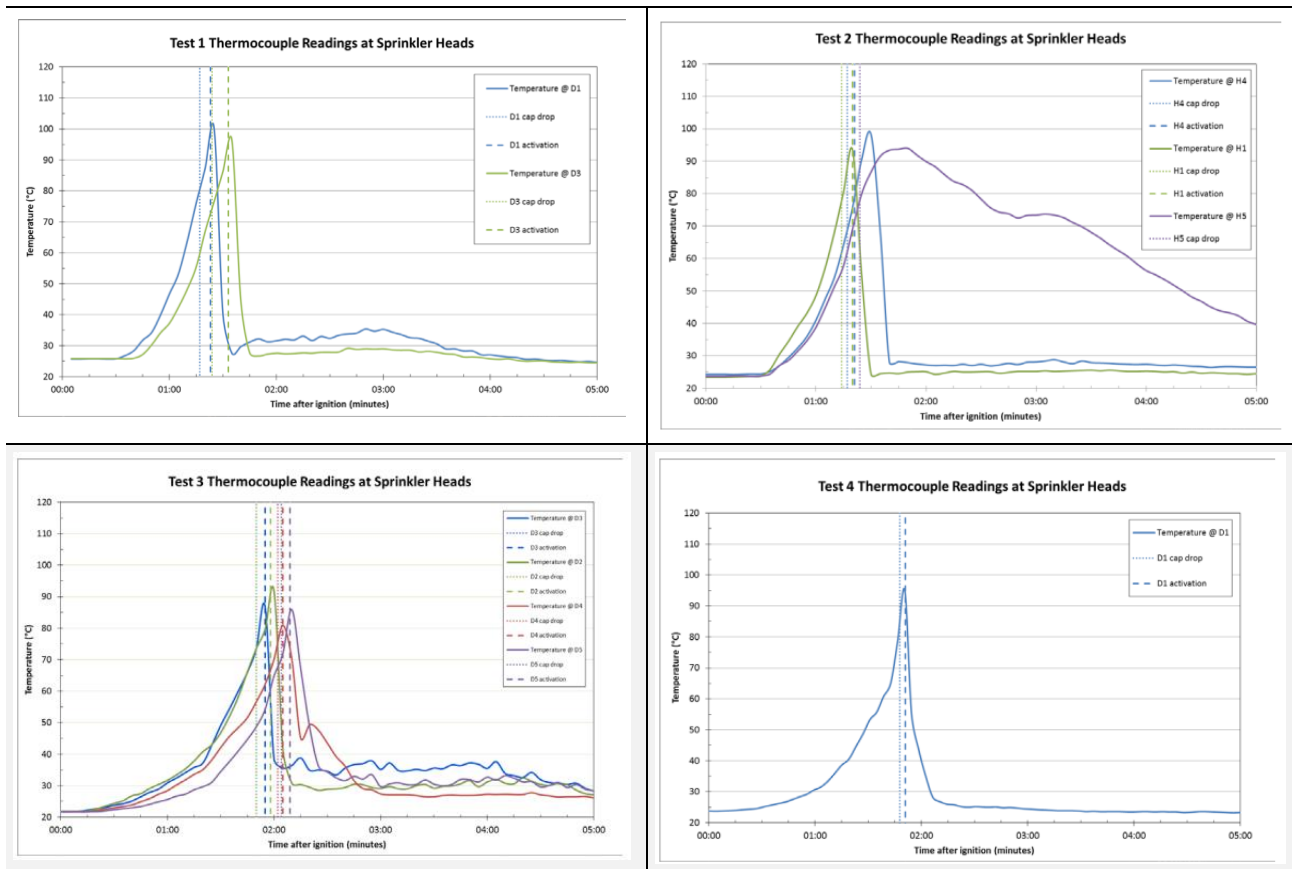 Test 1 Thermocouple Readings at Sprinkler Heads
120
110
100
90
80
70
60
50
40
30
20
Temperature (°C)
00:00 01:00 02:00 03:00 04:00 05:00
Time after ignition (minutes)
Temperature @ D1
D1 cap drop
D1 activation
Temperature @ D3
D3 cap drop
D3 activation
Test 2 Thermocouple Readings at Sprinkler Heads
120
110
100
90
80
70
60
50
40
30
20
Temperature (°C)
00:00 01:00 02:00 03:00 04:00 05:00
Time after ignition (minutes)
Temperature @ H4
H4 cap drop
H4 activation
Temperature @ H1
H1 cap drop
H1 activation
Temperature @ H5
H5 cap drop
Test 3 Thermocouple Readings at Sprinkler Heads
120
110
100
90
80
70
60
50
40
30
20
Temperature (°C)
00:00 01:00 02:00 03:00 04:00 05:00
Time after ignition (minutes)
Temperature @ D3
D3 cap drop
D3 activation
Temperature @ D2
D2 cap drop
D2 activation
Temperature @ D4
D4 cap drop
D4 activation
Temperature @ D5
D5 cap drop
D5 activation
Test 4 Thermocouple Readings at Sprinkler Heads
120
110
100
90
80
70
60
50
40
30
20
Temperature (°C)
00:00 01:00 02:00 03:00 04:00 05:00
Time after ignition (minutes)
Temperature @ D1
D1 cap drop
D1 activation